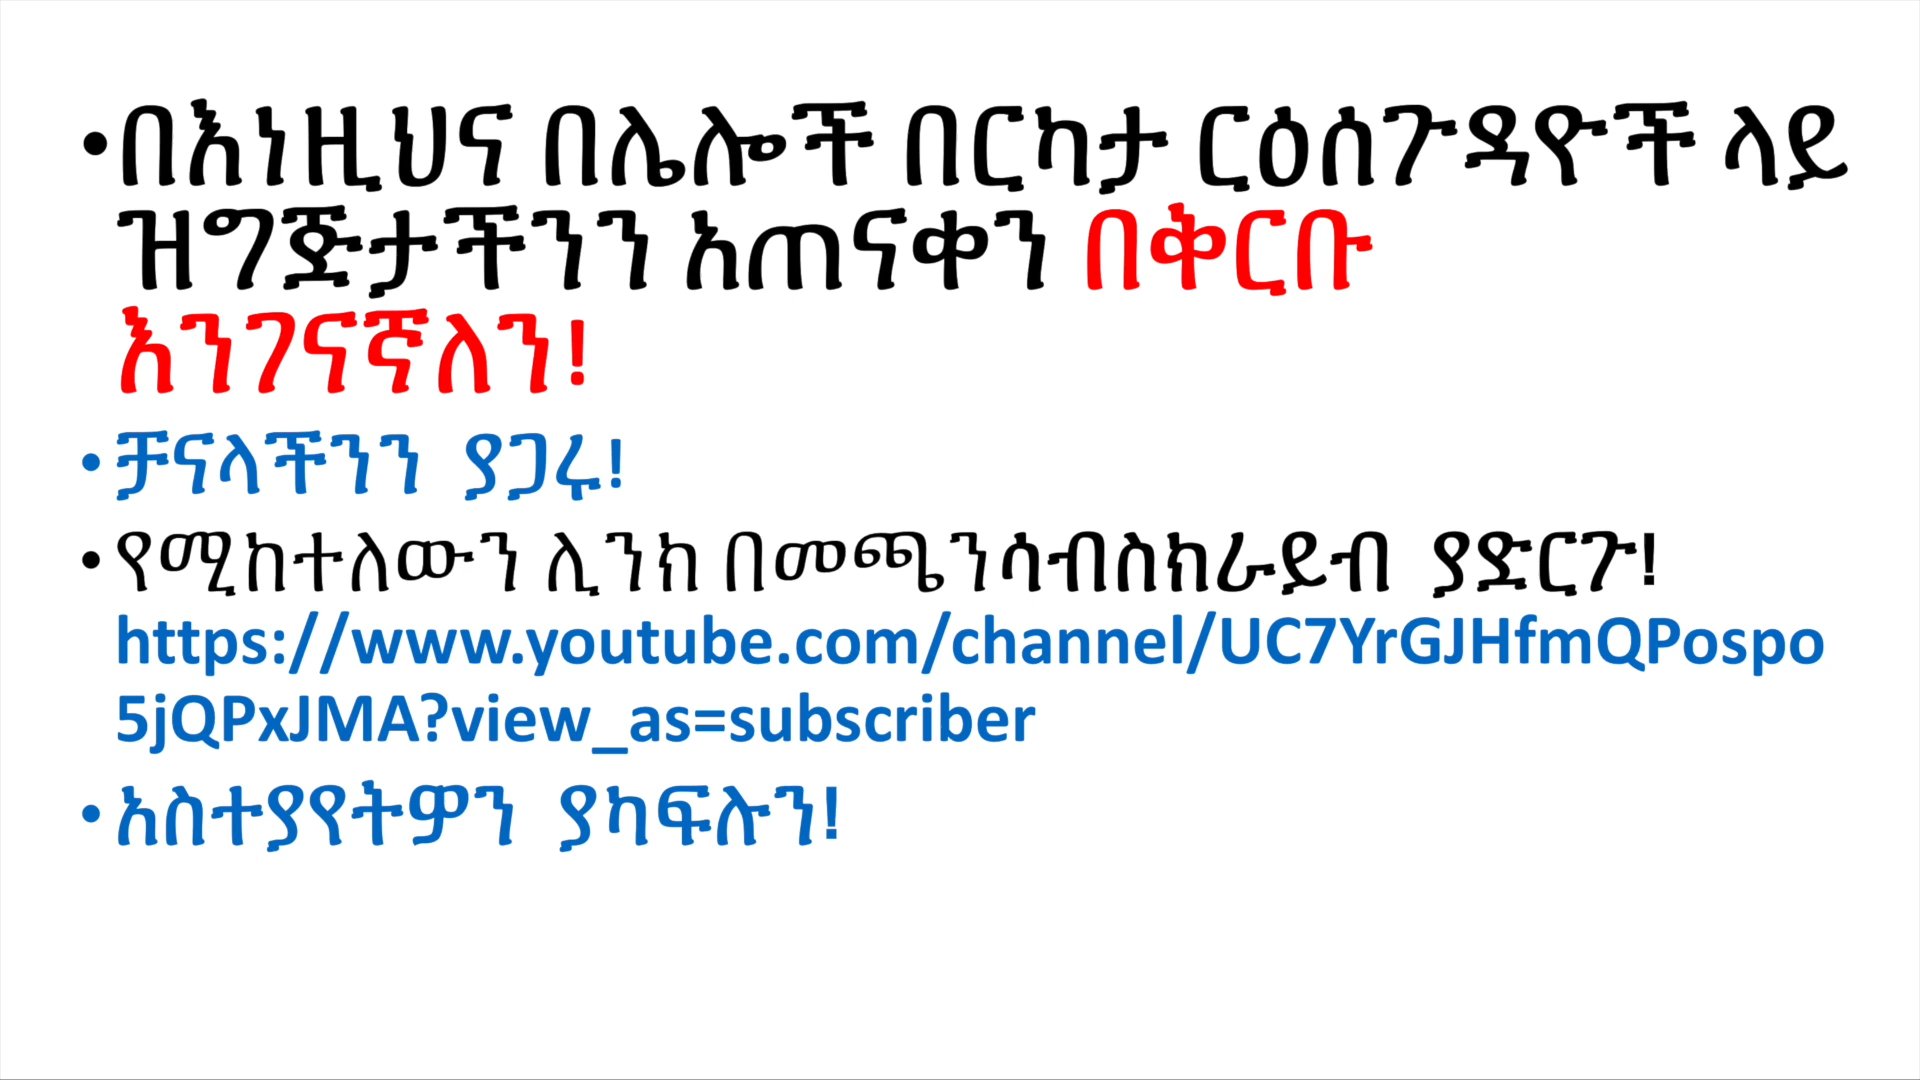 •በእነዚህና በሌሎች በርካታ ርዕሰጉዳዮች ላይ
ዝግጅታችንን አጠናቀን በቅርቡ
እንገናኛለን!
•ቻናላችንን ያጋሩ!
•የሚከተለውን ሊንክ በመጫንሳብስክራይብ ያድርጉ!
https://www.youtube.com/channel/UC7YrGJHfmQPospo
5jQPxJMA?view_as=subscriber
•አስተያየትዎን ያካፍሉን!